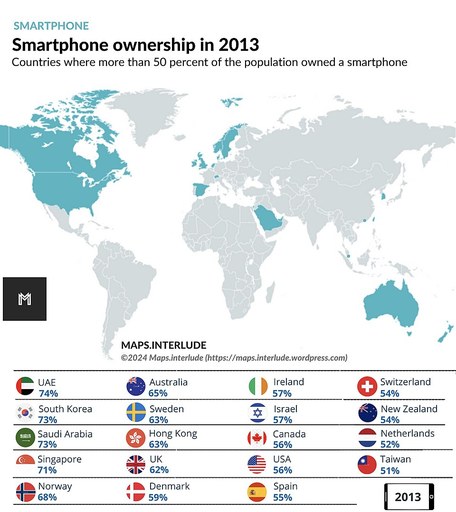 SMARTPHONE
Smartphone ownership in 2013
Countries where more than 50 percent of the population owned a smartphone
M
MAPS.INTERLUDE
©2024 Maps.interlude (https://maps.interlude.wordpress.com)
UAE
74%
Australia
65%
Ireland
57%
Switzerland
54%
South Korea
73%
Sweden
63%
Israel
57%
New Zealand
54%
Saudi Arabia
73%
Hong Kong
63%
Canada
56%
Netherlands
52%
Singapore
71%
UK
62%
USA
56%
Taiwan
51%
Norway
68%
Denmark
59%
Spain
55%
2013